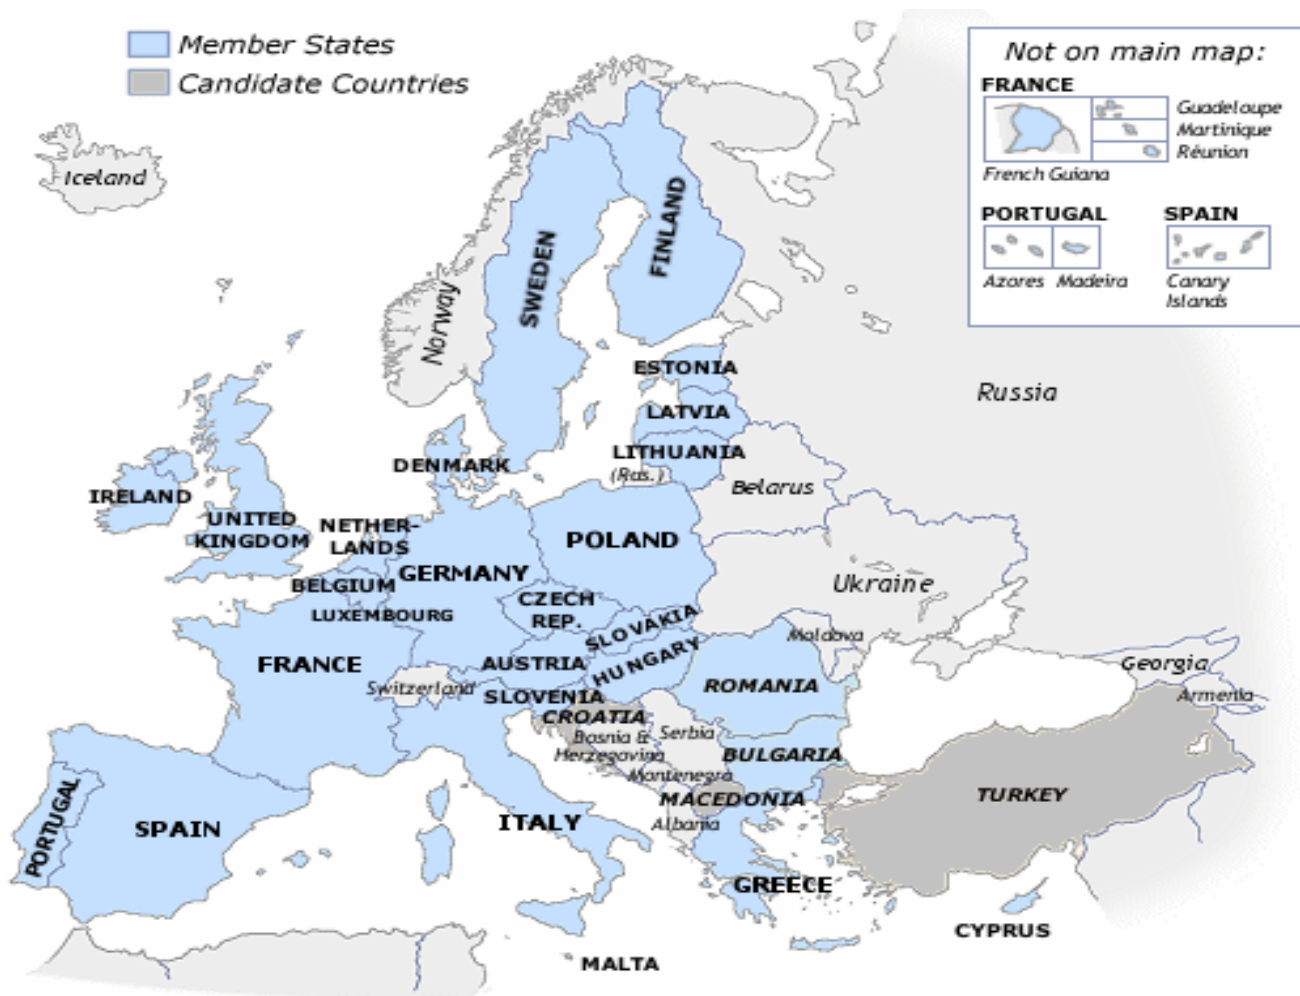 Member States
Candidate Countries
Not on main map:
FRANCE
Guadeloupe
Martinique
Réunion
French Guiana
PORTUGAL
SPAIN
Azores
Madeira
Canary
Islands
Iceland
Norway
SWEDEN
FINLAND
Russia
ESTONIA
LATVIA
LITHUANIA
(Ras.)
DENMARK
Belarus
IRELAND
UNITED
KINGDOM
NETHER-
LANDS
POLAND
BELGIUM
GERMANY
Ukraine
LUXEMBOURG
CZECH
REP.
SLOVAKIA
Moldova
FRANCE
AUSTRIA
HUNGARY
Georgia
Switzerland
SLOVENIA
ROMANIA
Armenia
CROATIA
Bosnia &
Herzegovina
Serbia
BULGARIA
Montenegro
MACEDONIA
TURKEY
Albania
PORTUGAL
SPAIN
ITALY
GREECE
CYPRUS
MALTA